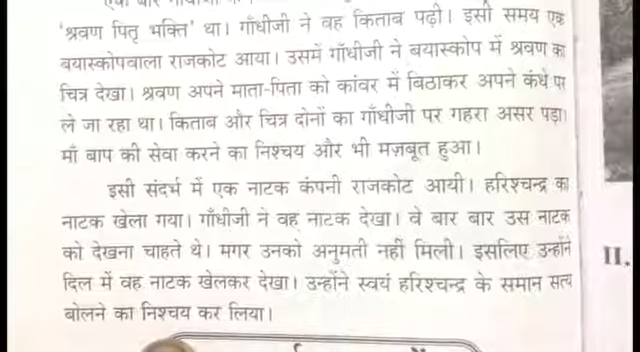 'श्रवण पितृ भक्ति' था। गाँधीजी ने वह किताब पढ़ी। इसी समय एक
बयास्कोपवाला राजकोट आया। उसमें गाँधीजी ने बयास्कोप में श्रवण का
चित्र देखा। श्रवण अपने माता-पिता को कांवर में बिठाकर अपने कंधे पर
ले जा रहा था। किताब और चित्र दोनों का गाँधीजी पर गहरा असर पड़ा।
माँ बाप की सेवा करने का निश्चय और भी मज़बूत हुआ।
इसी संदर्भ में एक नाटक कंपनी राजकोट आयी। हरिश्चन्द्र का
नाटक खेला गया। गाँधीजी ने वह नाटक देखा। वे बार बार उस नाटक
को देखना चाहते थे। मगर उनको अनुमती नहीं मिली। इसलिए उन्होंने
दिल में वह नाटक खेलकर देखा। उन्होंने स्वयं हरिश्चन्द्र के समान सत्य
बोलने का निश्चय कर लिया।
II.